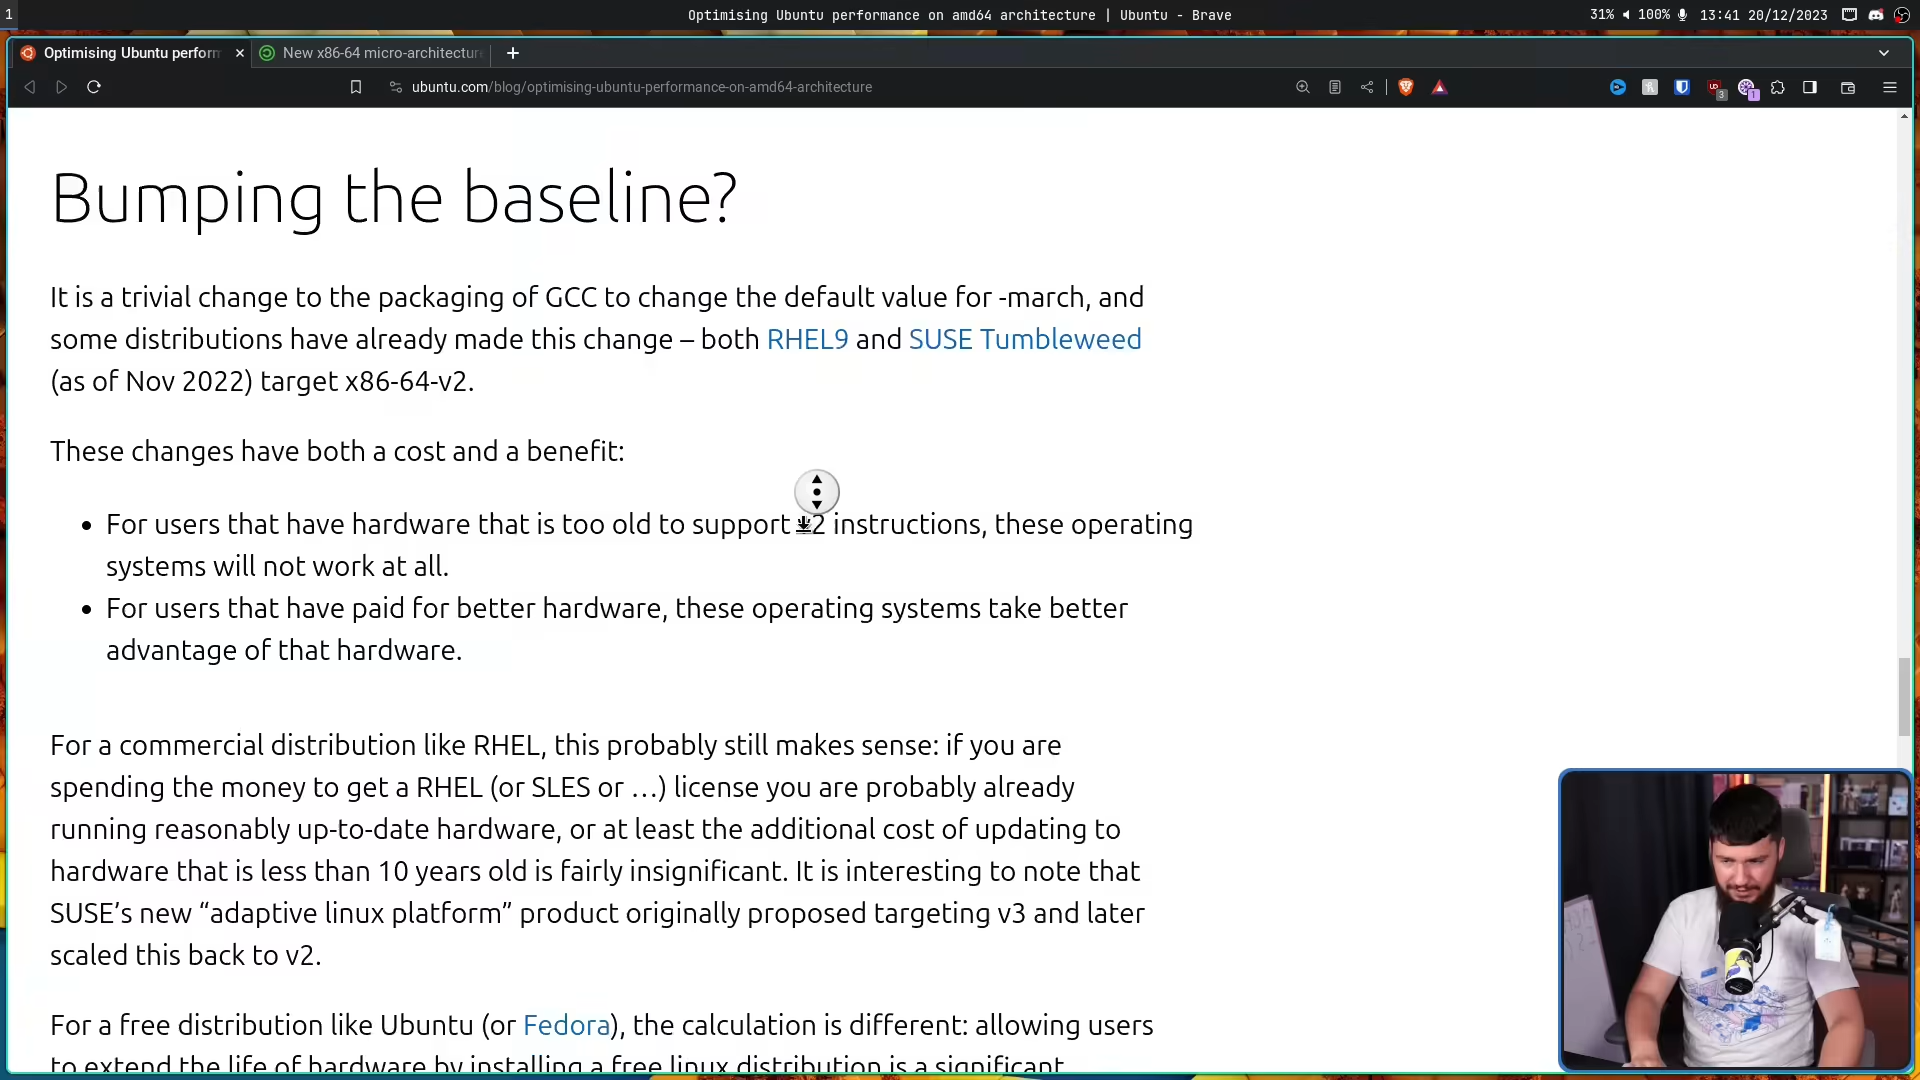 1
Optimising Ubuntu performance on amd64 architecture | Ubuntu - Brave
31% 100% 13:41 20/12/2023
Optimising Ubuntu perforn
New x86-64 micro-architecture
ubuntu.com/blog/optimising-ubuntu-performance-on-amd64-architecture
3
1
Bumping the baseline?
It is a trivial change to the packaging of GCC to change the default value for -march, and
some distributions have already made this change – both RHEL9 and SUSE Tumbleweed
(as of Nov 2022) target x86-64-v2.
These changes have both a cost and a benefit:
• For users that have hardware that is too old to support 2 instructions, these operating
systems will not work at all.
• For users that have paid for better hardware, these operating systems take better
advantage of that hardware.
For a commercial distribution like RHEL, this probably still makes sense: if you are
spending the money to get a RHEL (or SLES or …) license you are probably already
running reasonably up-to-date hardware, or at least the additional cost of updating to
hardware that is less than 10 years old is fairly insignificant. It is interesting to note that
SUSE’s new “adaptive linux platform” product originally proposed targeting v3 and later
scaled this back to v2.
For a free distribution like Ubuntu (or Fedora), the calculation is different: allowing users
to extend the life of hardware by installing a free linux distribution is a significant